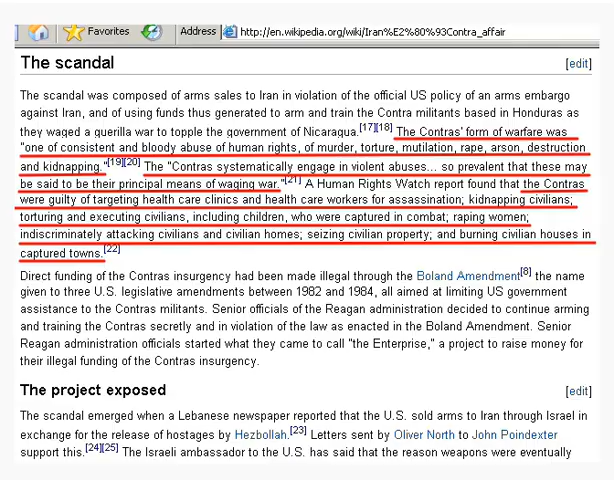 Favorites Address http://en.wikipedia.org/wiki/Iran%E2%80%93Contra_affair
The scandal [edit]
The scandal was composed of arms sales to Iran in violation of the official US policy of an arms embargo
against Iran, and of using funds thus generated to arm and train the Contra militants based in Honduras as
they waged a guerilla war to topple the government of Nicaragua.[17][18] The Contras' form of warfare was
"one of consistent and bloody abuse of human rights, of murder, torture, mutilation, rape, arson, destruction
and kidnapping."[19][20] The "Contras systematically engage in violent abuses... so prevalent that these may
be said to be their principal means of waging war."[21] A Human Rights Watch report found that the Contras
were guilty of targeting health care clinics and health care workers for assassination; kidnapping civilians;
torturing and executing civilians, including children, who were captured in combat; raping women;
indiscriminately attacking civilians and civilian homes; seizing civilian property; and burning civilian houses in
captured towns.[22]
Direct funding of the Contras insurgency had been made illegal through the Boland Amendment[8] the name
given to three U.S. legislative amendments between 1982 and 1984, all aimed at limiting US government
assistance to the Contras militants. Senior officials of the Reagan administration decided to continue arming
and training the Contras secretly and in violation of the law as enacted in the Boland Amendment. Senior
Reagan administration officials started what they came to call "the Enterprise," a project to raise money for
their illegal funding of the Contras insurgency.
The project exposed [edit]
The scandal emerged when a Lebanese newspaper reported that the U.S. sold arms to Iran through Israel in
exchange for the release of hostages by Hezbollah.[23] Letters sent by Oliver North to John Poindexter
support this.[24][25] The Israeli ambassador to the U.S. has said that the reason weapons were eventually